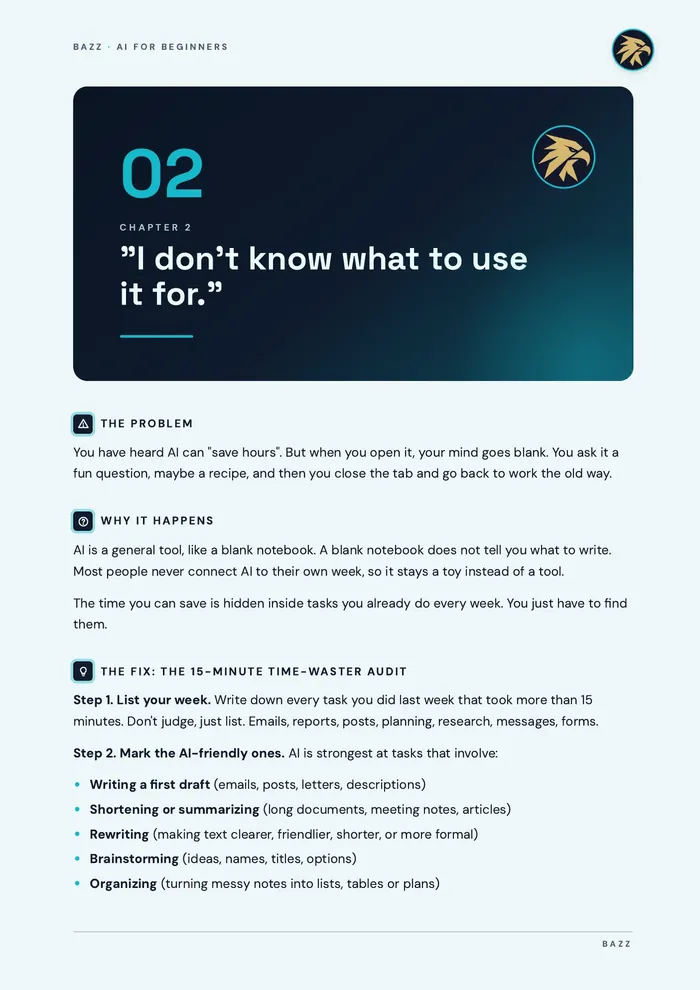 BAZZ · AI FOR BEGINNERS
02
CHAPTER 2
”I don’t know what to use
it for.”
THE PROBLEM
You have heard AI can "save hours". But when you open it, your mind goes blank. You ask it a
fun question, maybe a recipe, and then you close the tab and go back to work the old way.
WHY IT HAPPENS
AI is a general tool, like a blank notebook. A blank notebook does not tell you what to write.
Most people never connect AI to their own week, so it stays a toy instead of a tool.
The time you can save is hidden inside tasks you already do every week. You just have to find
them.
THE FIX: THE 15-MINUTE TIME-WASTER AUDIT
Step 1. List your week. Write down every task you did last week that took more than 15
minutes. Don't judge, just list. Emails, reports, posts, planning, research, messages, forms.
Step 2. Mark the AI-friendly ones. AI is strongest at tasks that involve:
• Writing a first draft (emails, posts, letters, descriptions)
• Shortening or summarizing (long documents, meeting notes, articles)
• Rewriting (making text clearer, friendlier, shorter, or more formal)
• Brainstorming (ideas, names, titles, options)
• Organizing (turning messy notes into lists, tables or plans)
BAZZ